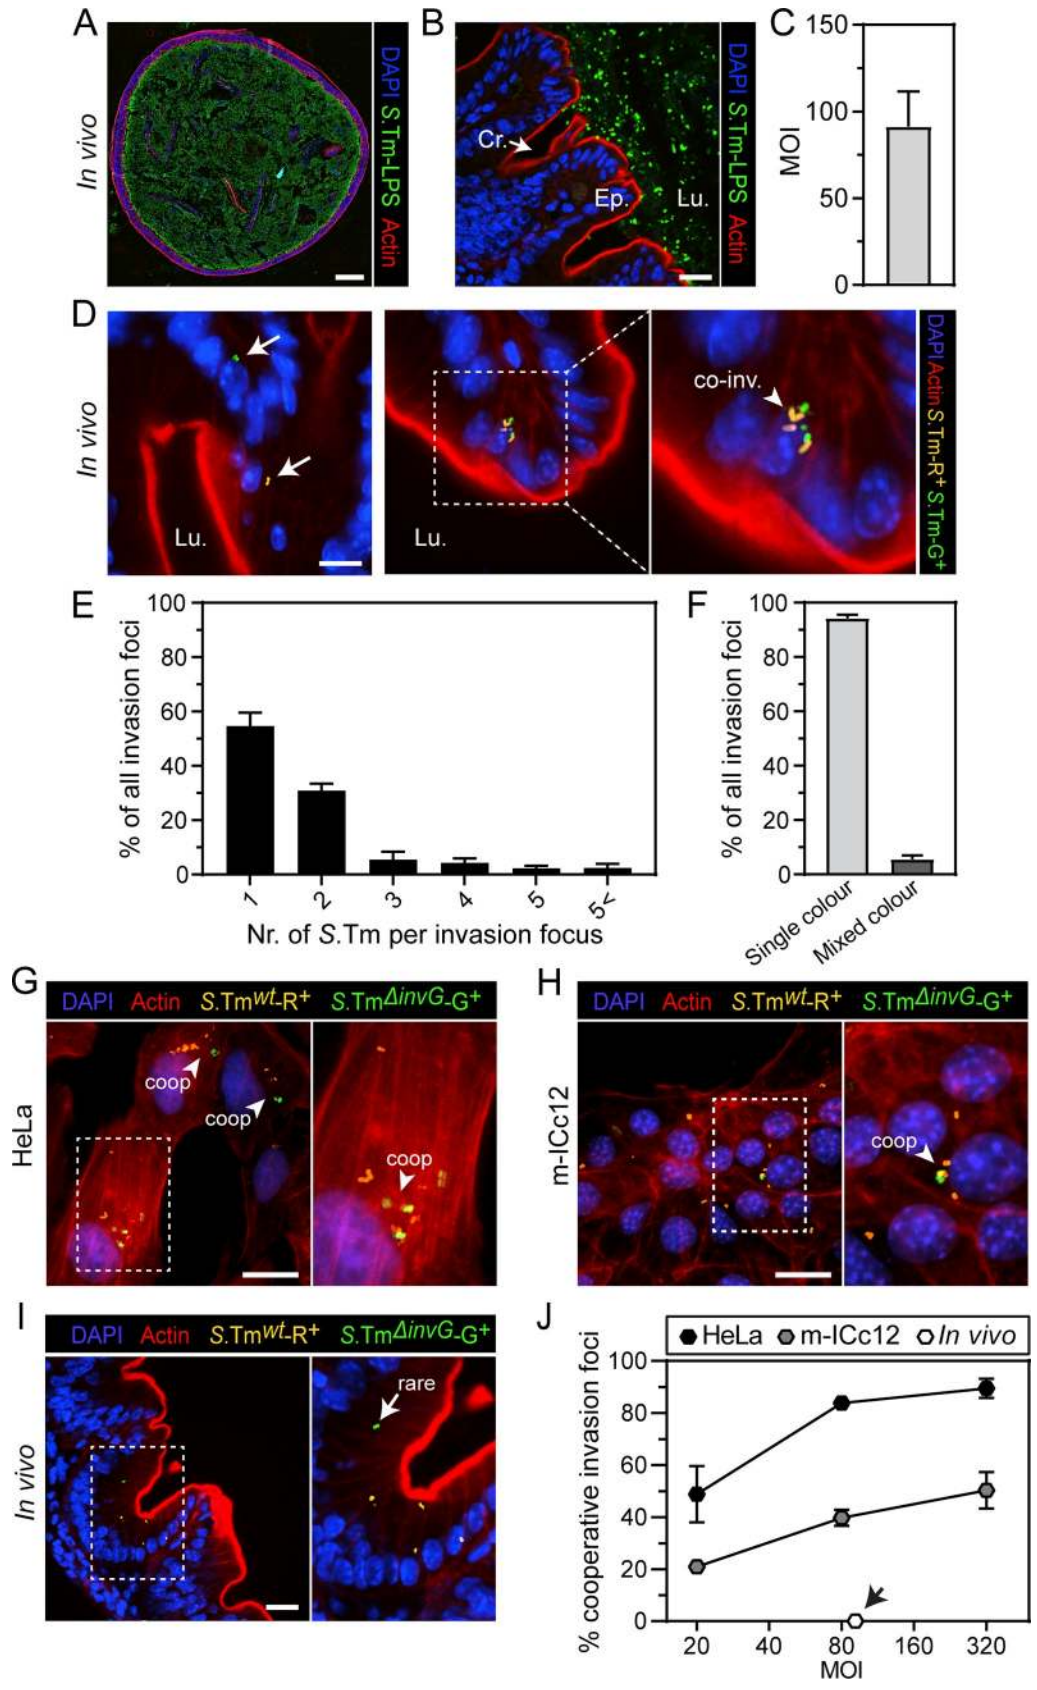 A
In vivo
DAPI S.Tm-LPS Actin
B
Cr.
Ep.
Lu.
DAPI S.Tm-LPS Actin
C
MOI
150
100
50
0
D
In vivo
Lu.
Lu.
co-inv.
DAPI Actin S.Tm-R+ S.Tm-G+
E
% of all invasion foci
100
80
60
40
20
0
1 2 3 4 5 5<
Nr. of S.Tm per invasion focus
F
% of all invasion foci
100
80
60
40
20
0
Single colour
Mixed colour
G
DAPI Actin S.Tmwt-R+ S.TmΔinvG-G+
HeLa
coop
coop
coop
H
DAPI Actin S.Tmwt-R+ S.TmΔinvG-G+
m-ICc12
coop
I
DAPI Actin S.Tmwt-R+ S.TmΔinvG-G+
In vivo
rare
J
HeLa m-ICc12 In vivo
% cooperative invasion foci
100
80
60
40
20
0
20 40 80 160 320
MOI